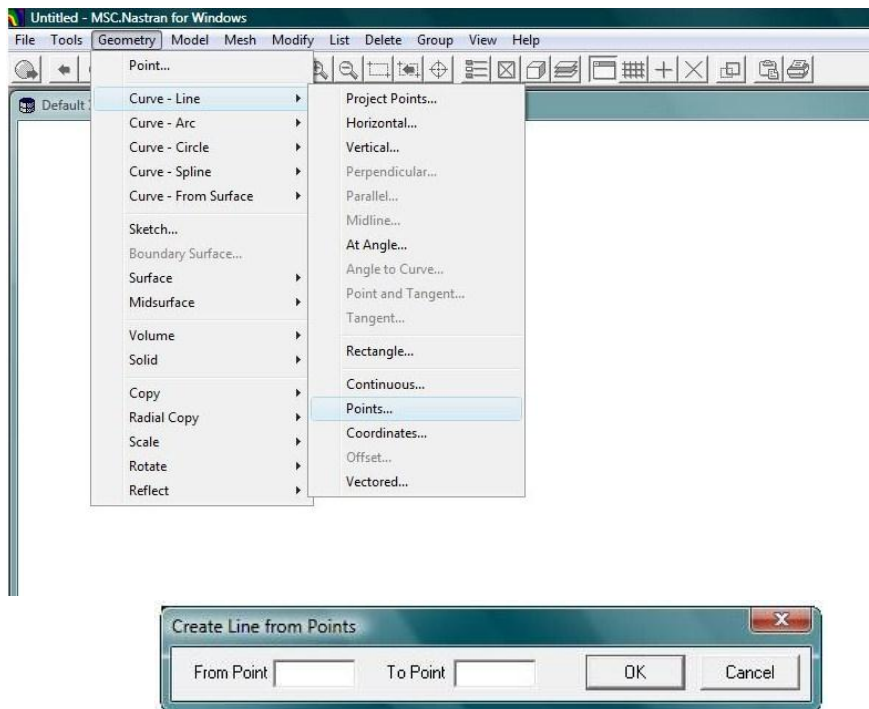 Untitled - MSC.Nastran for Windows
File Tools Geometry Model Mesh Modify List Delete Group View Help
Default
Point...
Curve - Line
Curve - Arc
Curve - Circle
Curve - Spline
Curve - From Surface
Sketch...
Boundary Surface...
Surface
Midsurface
Volume
Solid
Copy
Radial Copy
Scale
Rotate
Reflect
Project Points...
Horizontal...
Vertical...
Perpendicular...
Parallel...
Midline...
At Angle...
Angle to Curve...
Point and Tangent...
Tangent...
Rectangle...
Continuous...
Points...
Coordinates...
Offset...
Vectored...
Create Line from Points
From Point To Point OK Cancel